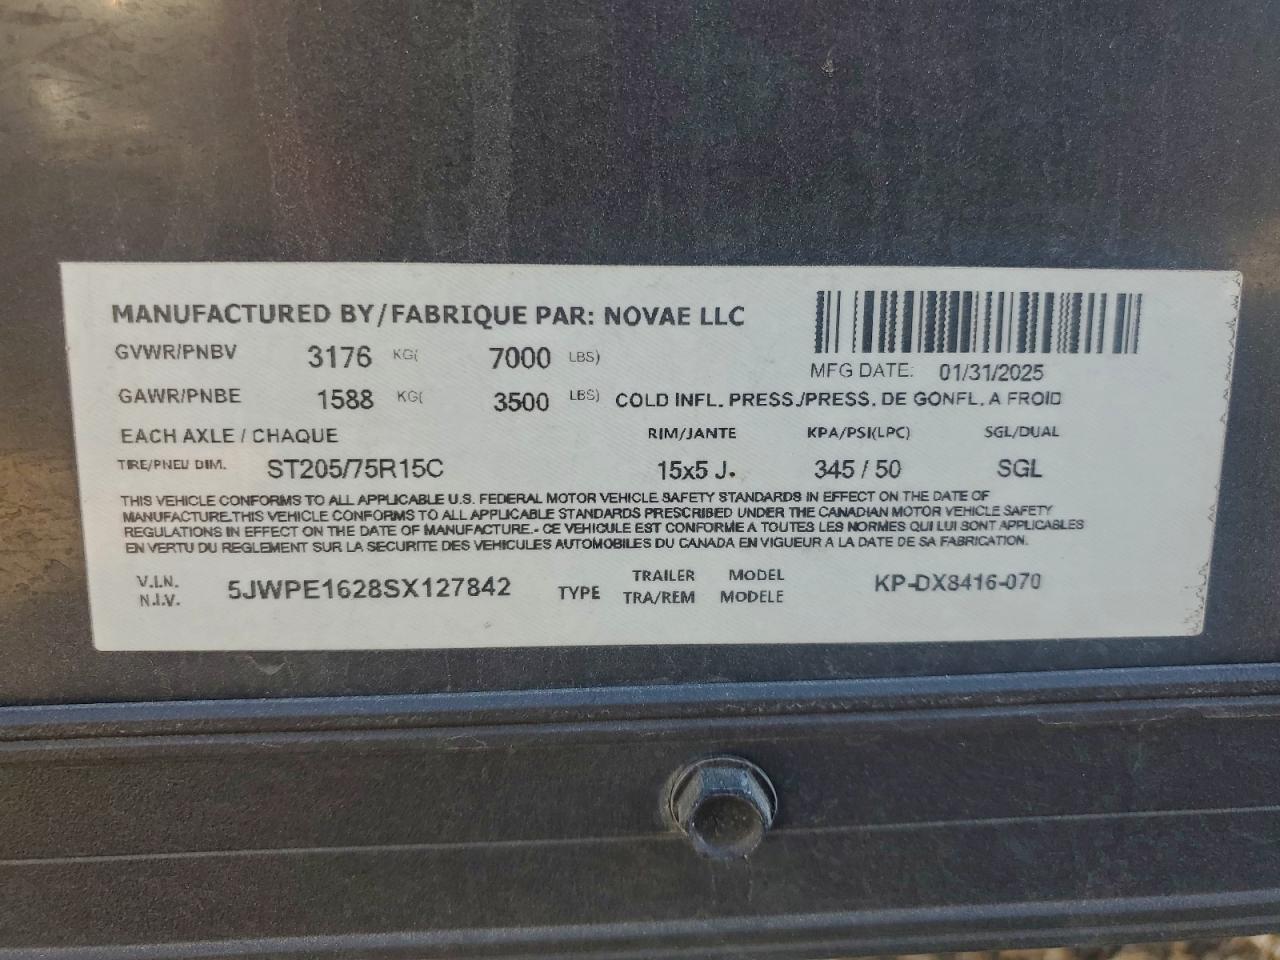 MANUFACTURED BY/FABRIQUE PAR: NOVAE LLC
GVWR/PNBV 3176 KG( 7000 LBS)
MFG DATE: 01/31/2025
GAWR/PNBE 1588 KG( 3500 LBS) COLD INFL. PRESS./PRESS. DE GONFL. A FROID
EACH AXLE / CHAQUE RIM/JANTE KPA/PSI(LPC) SGL/DUAL
TIRE/PNEU DIM. ST205/75R15C 15x5 J. 345 / 50 SGL
THIS VEHICLE CONFORMS TO ALL APPLICABLE U.S. FEDERAL MOTOR VEHICLE SAFETY STANDARDS IN EFFECT ON THE DATE OF
MANUFACTURE.THIS VEHICLE CONFORMS TO ALL APPLICABLE STANDARDS PRESCRIBED UNDER THE CANADIAN MOTOR VEHICLE SAFETY
REGULATIONS IN EFFECT ON THE DATE OF MANUFACTURE.- CE VEHICULE EST CONFORME A TOUTES LES NORMES QUI LUI SONT APPLICABLES
EN VERTU DU REGLEMENT SUR LA SECURITE DES VEHICULES AUTOMOBILES DU CANADA EN VIGUEUR A LA DATE DE SA FABRICATION.
V.I.N. 5JWPE1628SX127842 TYPE TRAILER MODEL KP-DX8416-070
N.I.V. TRA/REM MODELE